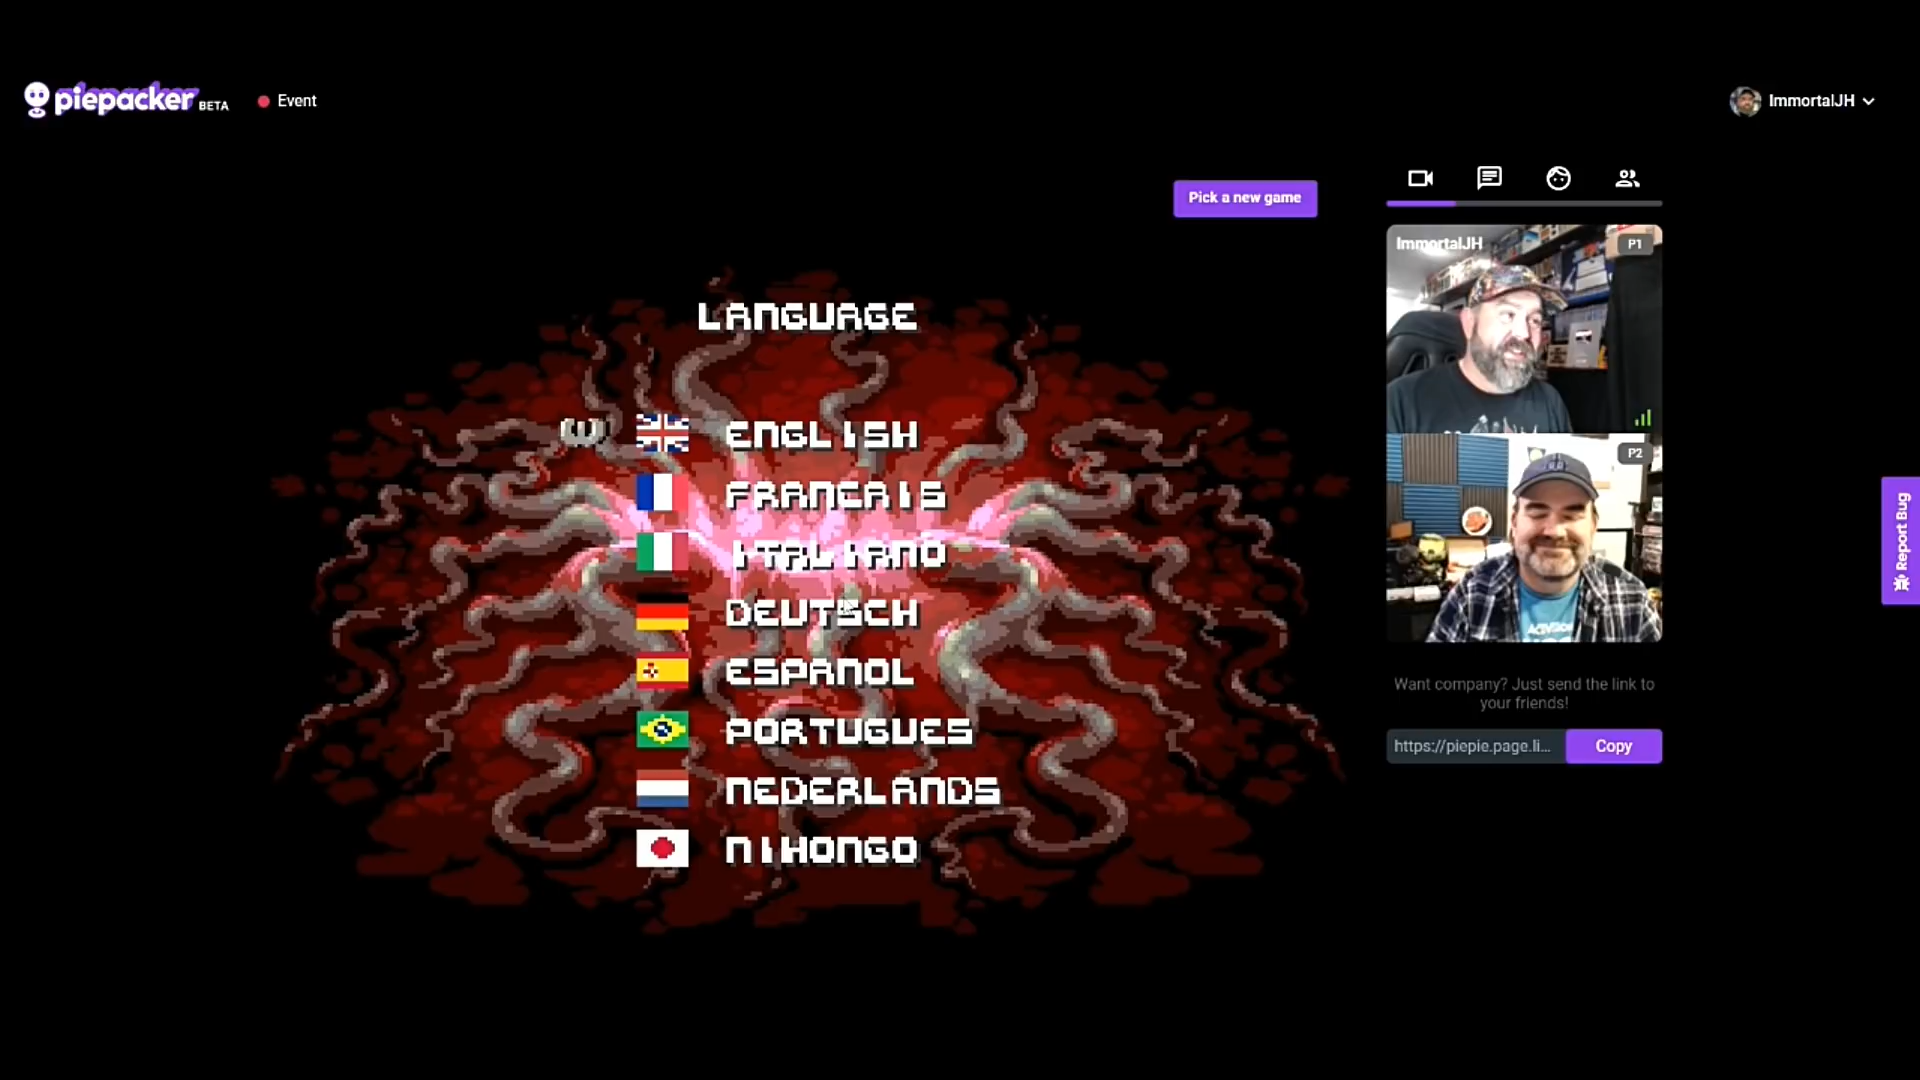 piepacker BETA
Event
ImmortalJH
Pick a new game
ImmortalJH
P1
LANGUAGE
ENGLISH
FRANCAIS
ITALIANO
DEUTSCH
ESPANOL
PORTUGUES
NEDERLANDS
NIHONGO
P2
ACTIVISION
Report Bug
Want company? Just send the link to
your friends!
https://piepie.page.li...
Copy